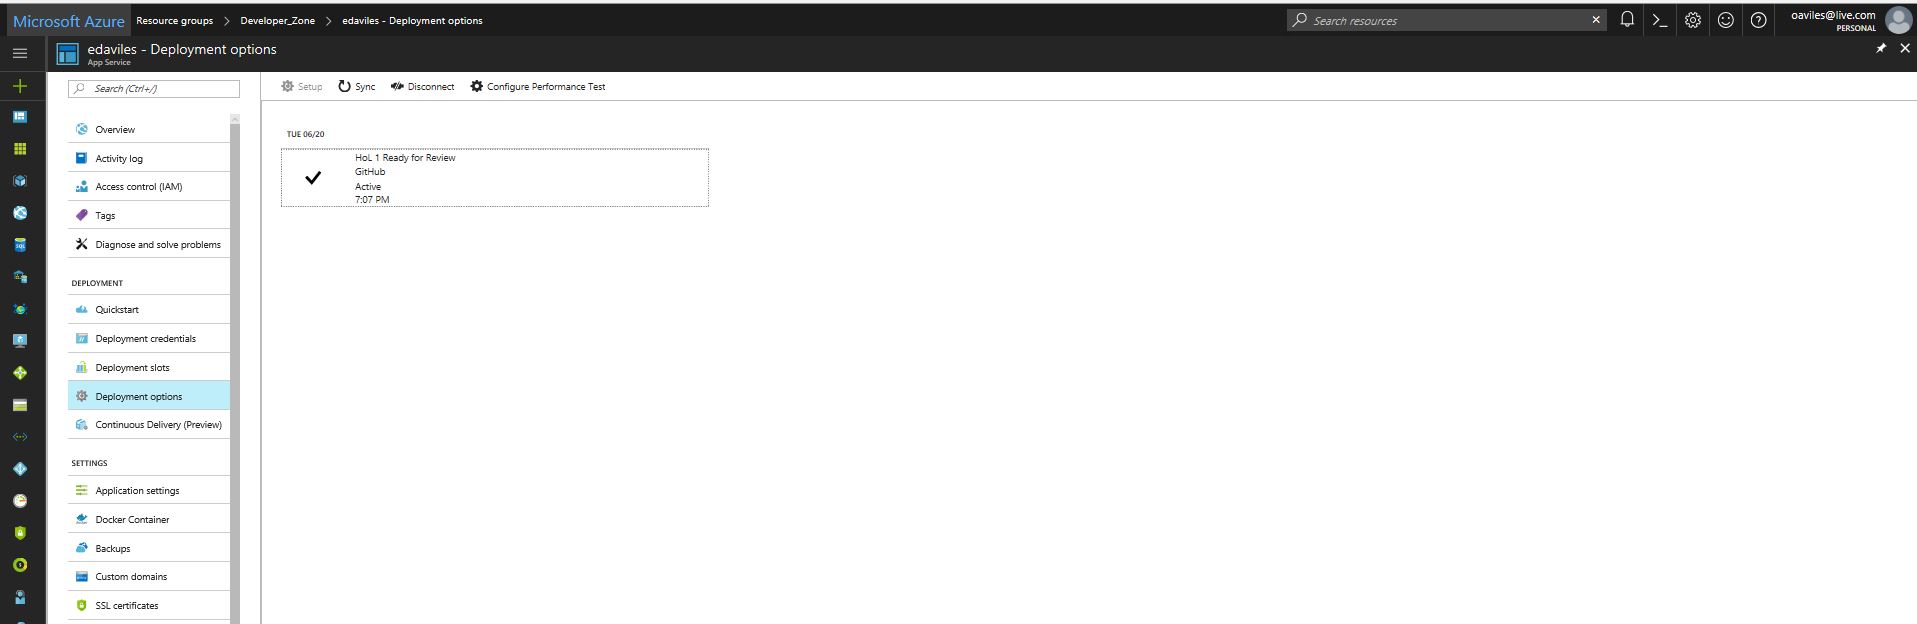 Microsoft Azure Resource groups > Developer_Zone > edaviles - Deployment options
Search resources
oaviles@live.com
PERSONAL
edaviles - Deployment options
App Service
Search (Ctrl+/)
Setup Sync Disconnect Configure Performance Test
Overview
Activity log
Access control (IAM)
Tags
Diagnose and solve problems
DEPLOYMENT
Quickstart
Deployment credentials
Deployment slots
Deployment options
Continuous Delivery (Preview)
SETTINGS
Application settings
Docker Container
Backups
Custom domains
SSL certificates
TUE 06/20
HoL 1 Ready for Review
GitHub
Active
7:07 PM